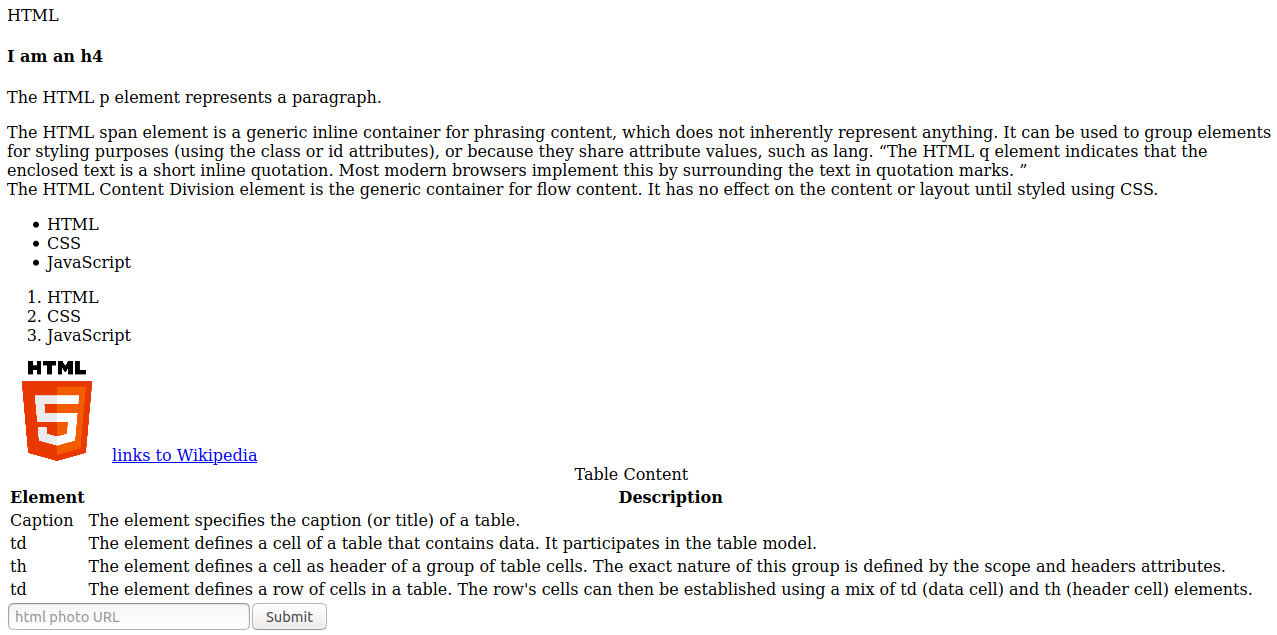 HTML
I am an h4
The HTML p element represents a paragraph.
The HTML span element is a generic inline container for phrasing content, which does not inherently represent anything. It can be used to group elements
for styling purposes (using the class or id attributes), or because they share attribute values, such as lang. “The HTML q element indicates that the
enclosed text is a short inline quotation. Most modern browsers implement this by surrounding the text in quotation marks. ”
The HTML Content Division element is the generic container for flow content. It has no effect on the content or layout until styled using CSS.
• HTML
• CSS
• JavaScript
1. HTML
2. CSS
3. JavaScript
HTML
5
links to Wikipedia
Table Content
Element Description
Caption The element specifies the caption (or title) of a table.
td The element defines a cell of a table that contains data. It participates in the table model.
th The element defines a cell as header of a group of table cells. The exact nature of this group is defined by the scope and headers attributes.
td The element defines a row of cells in a table. The row's cells can then be established using a mix of td (data cell) and th (header cell) elements.
html photo URL Submit